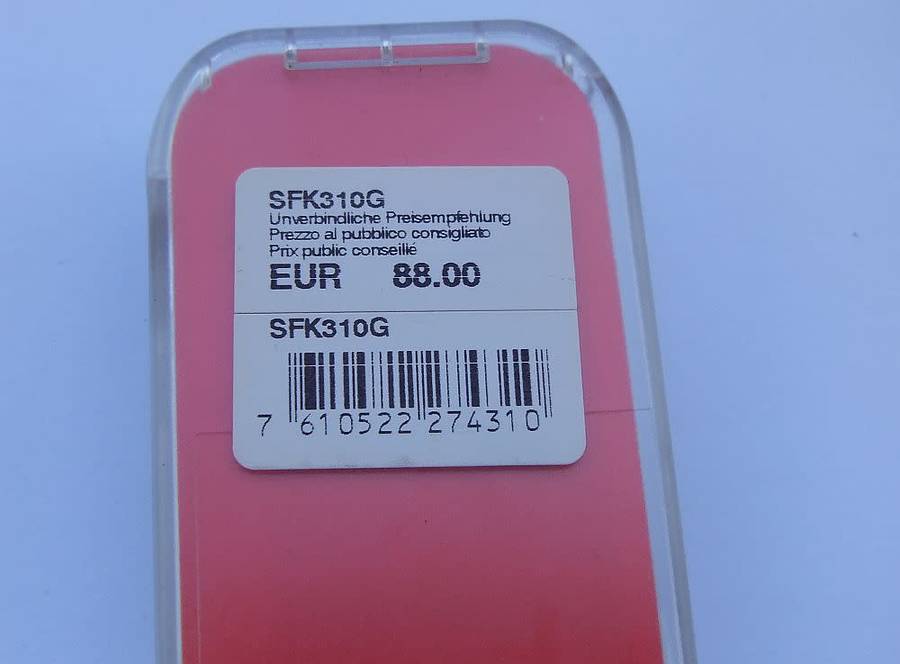 SFK310G
Unverbindliche Preisempfehlung
Prezzo al pubblico consigliato
Prix public conseillé
EUR 88.00
SFK310G
7 610522 274310